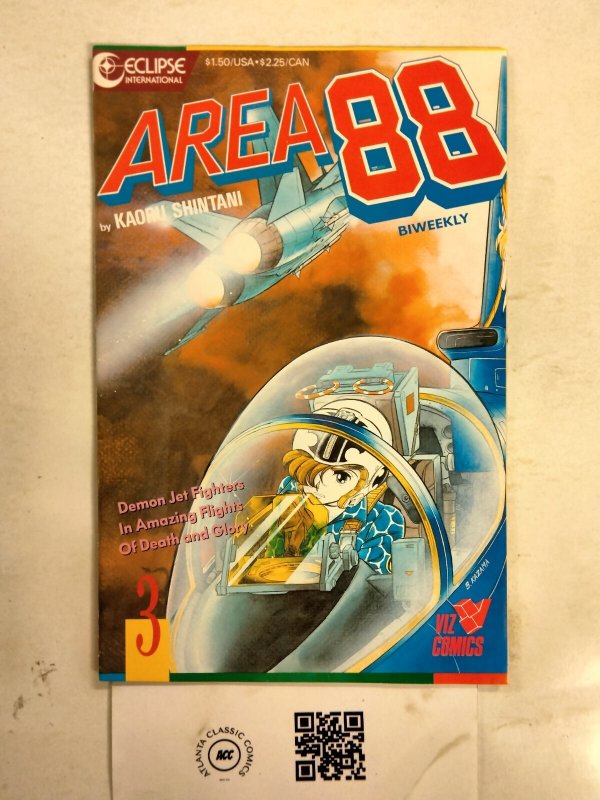 ECLIPSE
INTERNATIONAL
$1.50/USA • $2.25/CAN
AREA 88
by KAORU SHINTANI
BIWEEKLY
Demon Jet Fighters
In Amazing Flights
Of Death and Glory
3
S. KAZAMA
VIZ
COMICS
ATLANTA CLASSIC COMICS
ACC